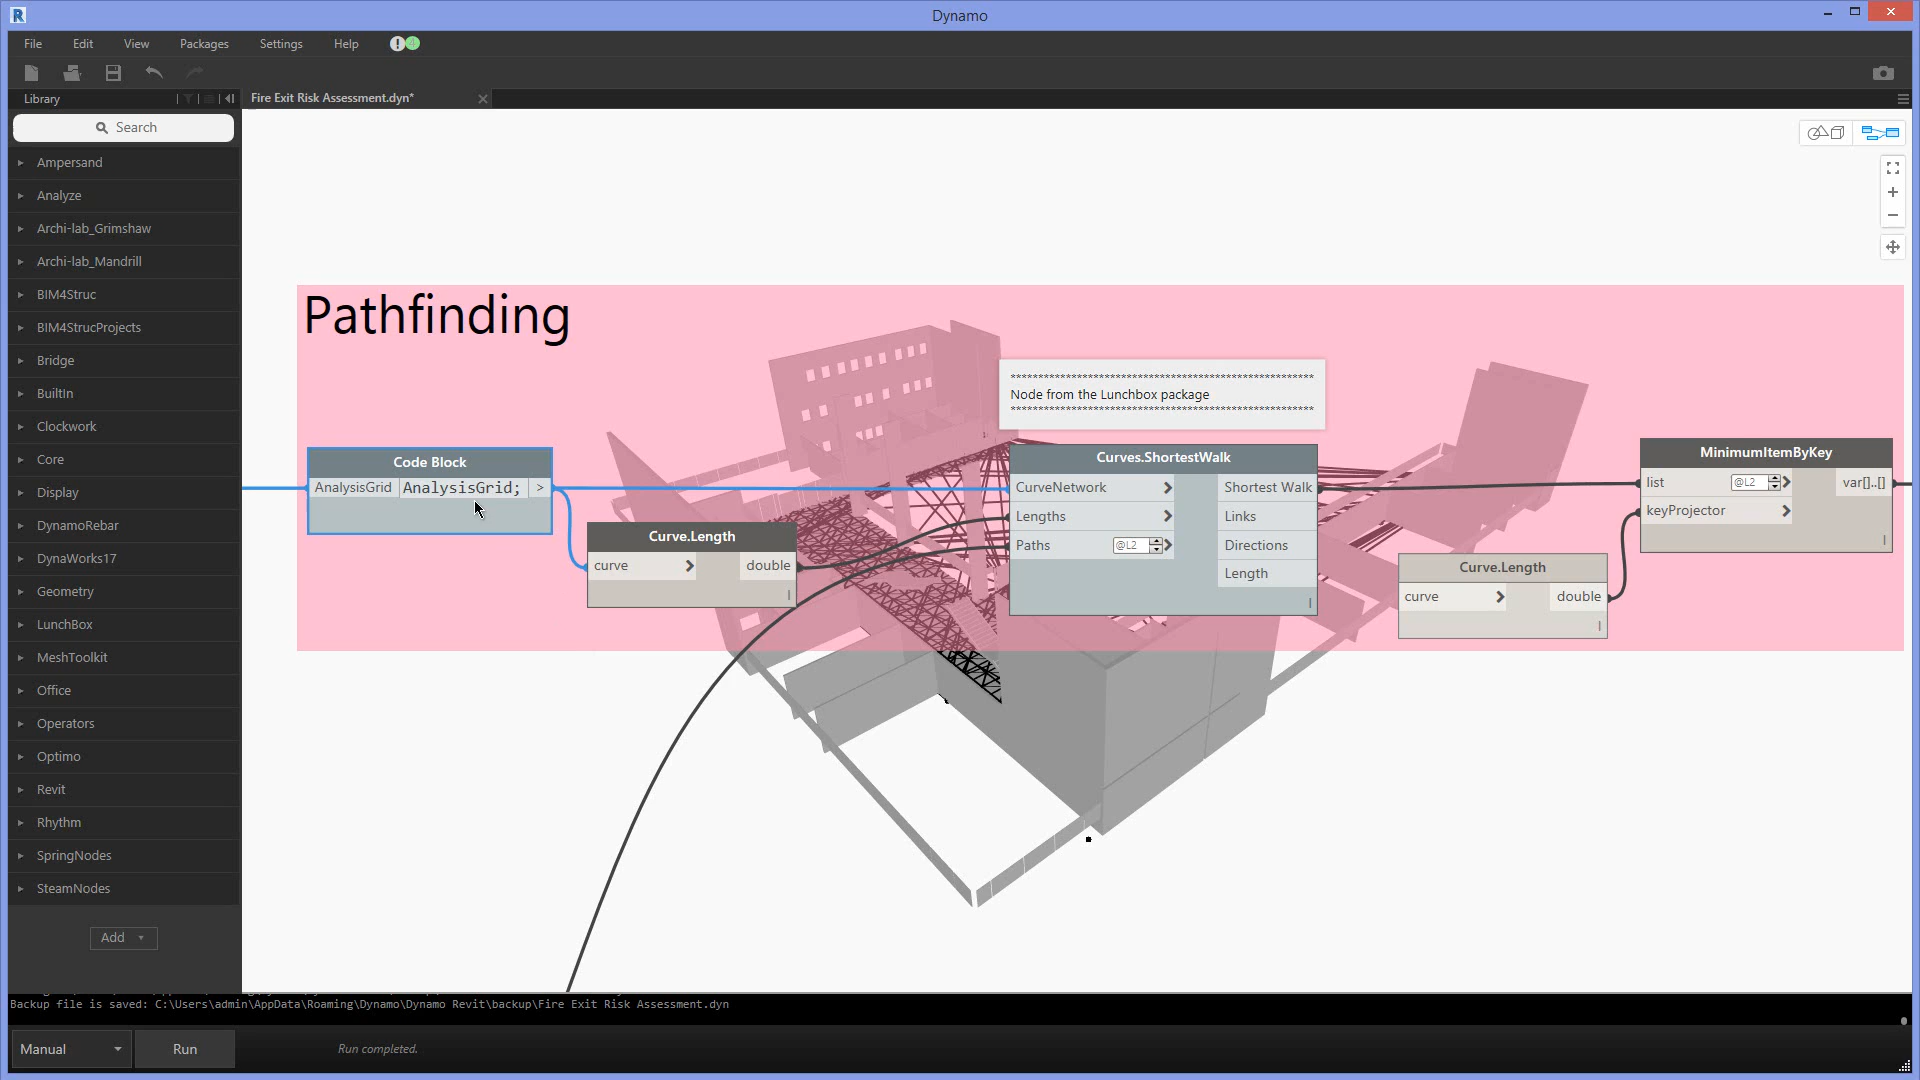 R
Dynamo
File Edit View Packages Settings Help !
Library
Fire Exit Risk Assessment.dyn*
Search
Ampersand
Analyze
Archi-lab_Grimshaw
Archi-lab_Mandrill
BIM4Struc
BIM4StrucProjects
Bridge
BuiltIn
Clockwork
Core
Display
DynamoRebar
DynaWorks17
Geometry
LunchBox
MeshToolkit
Office
Operators
Optimo
Revit
Rhythm
SpringNodes
SteamNodes
Add
Pathfinding
Code Block
AnalysisGrid AnalysisGrid; >
Curve.Length
curve > double
|
Node from the Lunchbox package
Curves.ShortestWalk
CurveNetwork > Shortest Walk
Lengths > Links
Paths @L2 > Directions
Length
|
Curve.Length
curve > double
|
MinimumItemByKey
list @L2 > var[]..[]
keyProjector >
|
Backup file is saved: C:\Users\admin\AppData\Roaming\Dynamo\Dynamo Revit\backup\Fire Exit Risk Assessment.dyn
Manual Run Run completed.